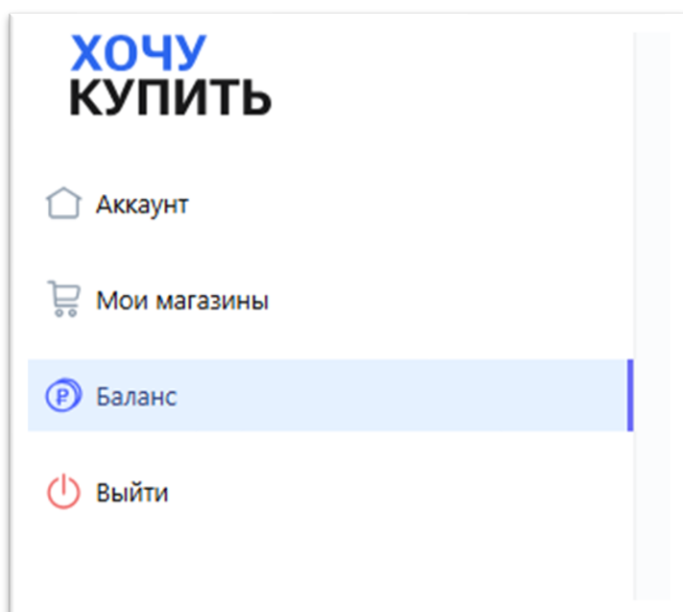 ХОЧУ
КУПИТЬ
Аккаунт
Мои магазины
Баланс
Выйти